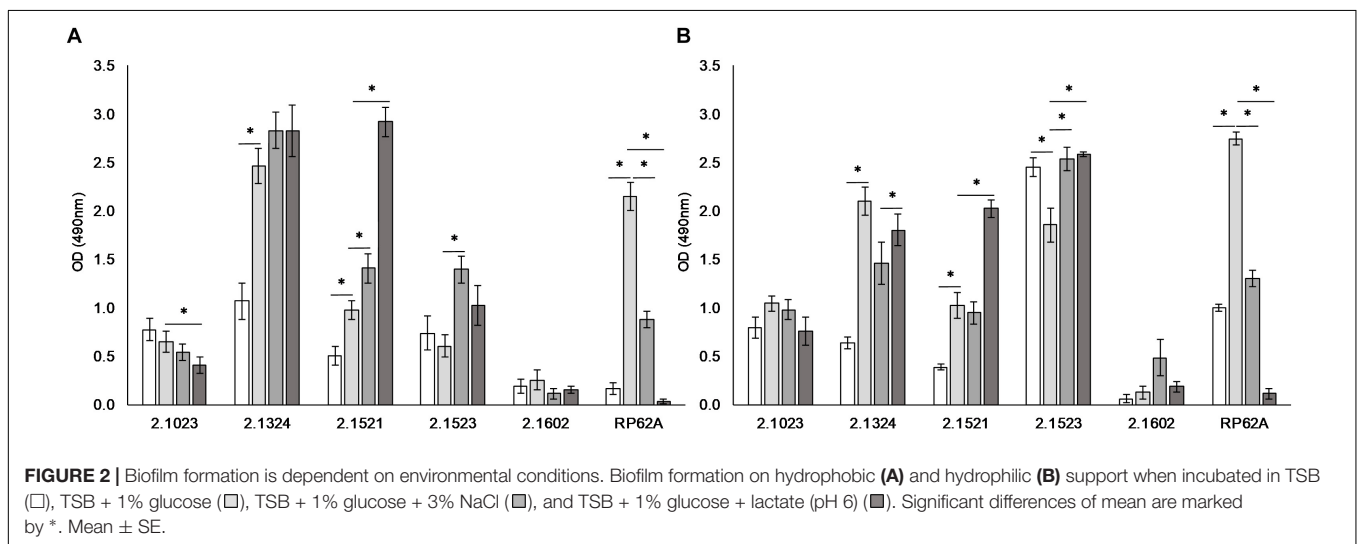 A
B
3.5
3.0
2.5
2.0
1.5
1.0
0.5
0.0
OD (490nm)
* * * * * * * * *
2.1023 2.1324 2.1521 2.1523 2.1602 RP62A
3.5
3.0
2.5
2.0
1.5
1.0
0.5
0.0
OD (490nm)
* * * * * * * * * *
2.1023 2.1324 2.1521 2.1523 2.1602 RP62A
FIGURE 2 | Biofilm formation is dependent on environmental conditions. Biofilm formation on hydrophobic (A) and hydrophilic (B) support when incubated in TSB
(□), TSB + 1% glucose (□), TSB + 1% glucose + 3% NaCl (■), and TSB + 1% glucose + lactate (pH 6) (■). Significant differences of mean are marked
by *. Mean ± SE.